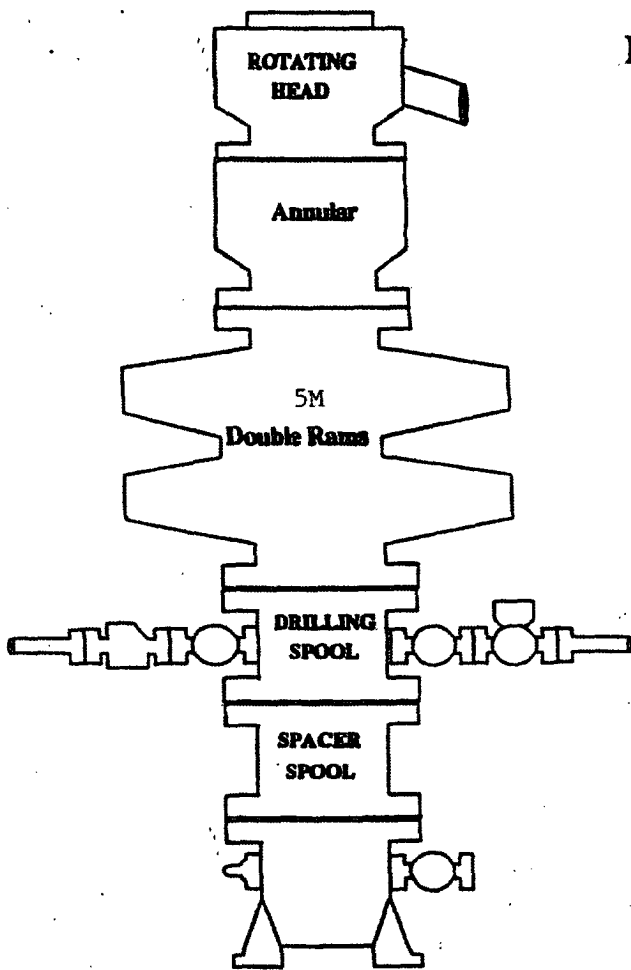 ROTATING
HEAD
Annular
5M
Double Rams
DRILLING
SPOOL
SPACER
SPOOL